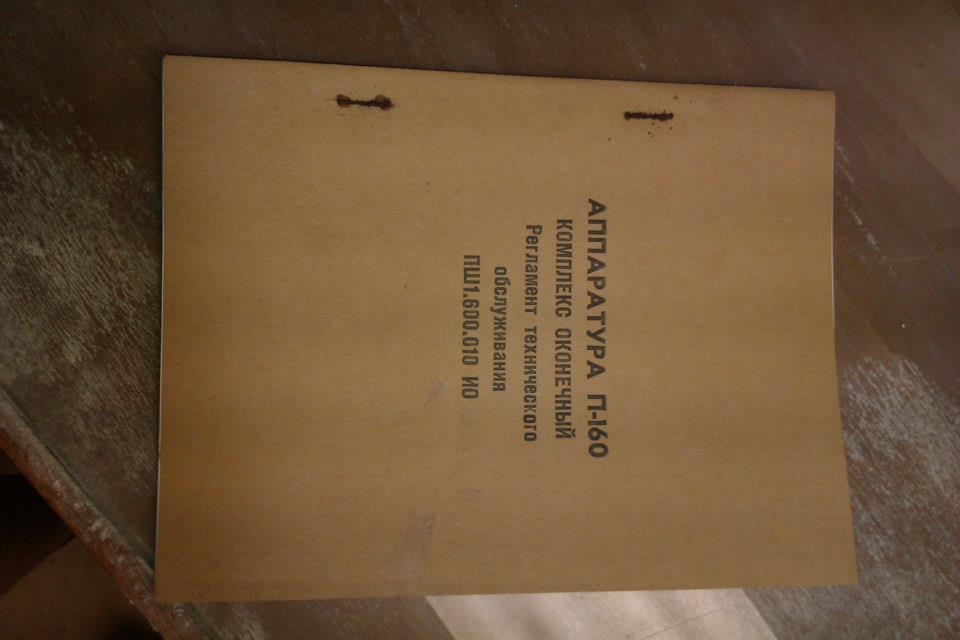 АППАРАТУРА П-160
КОМПЛЕКС ОКОНЕЧНЫЙ
Регламент технического
обслуживания
ПШ1.600.010 ИО